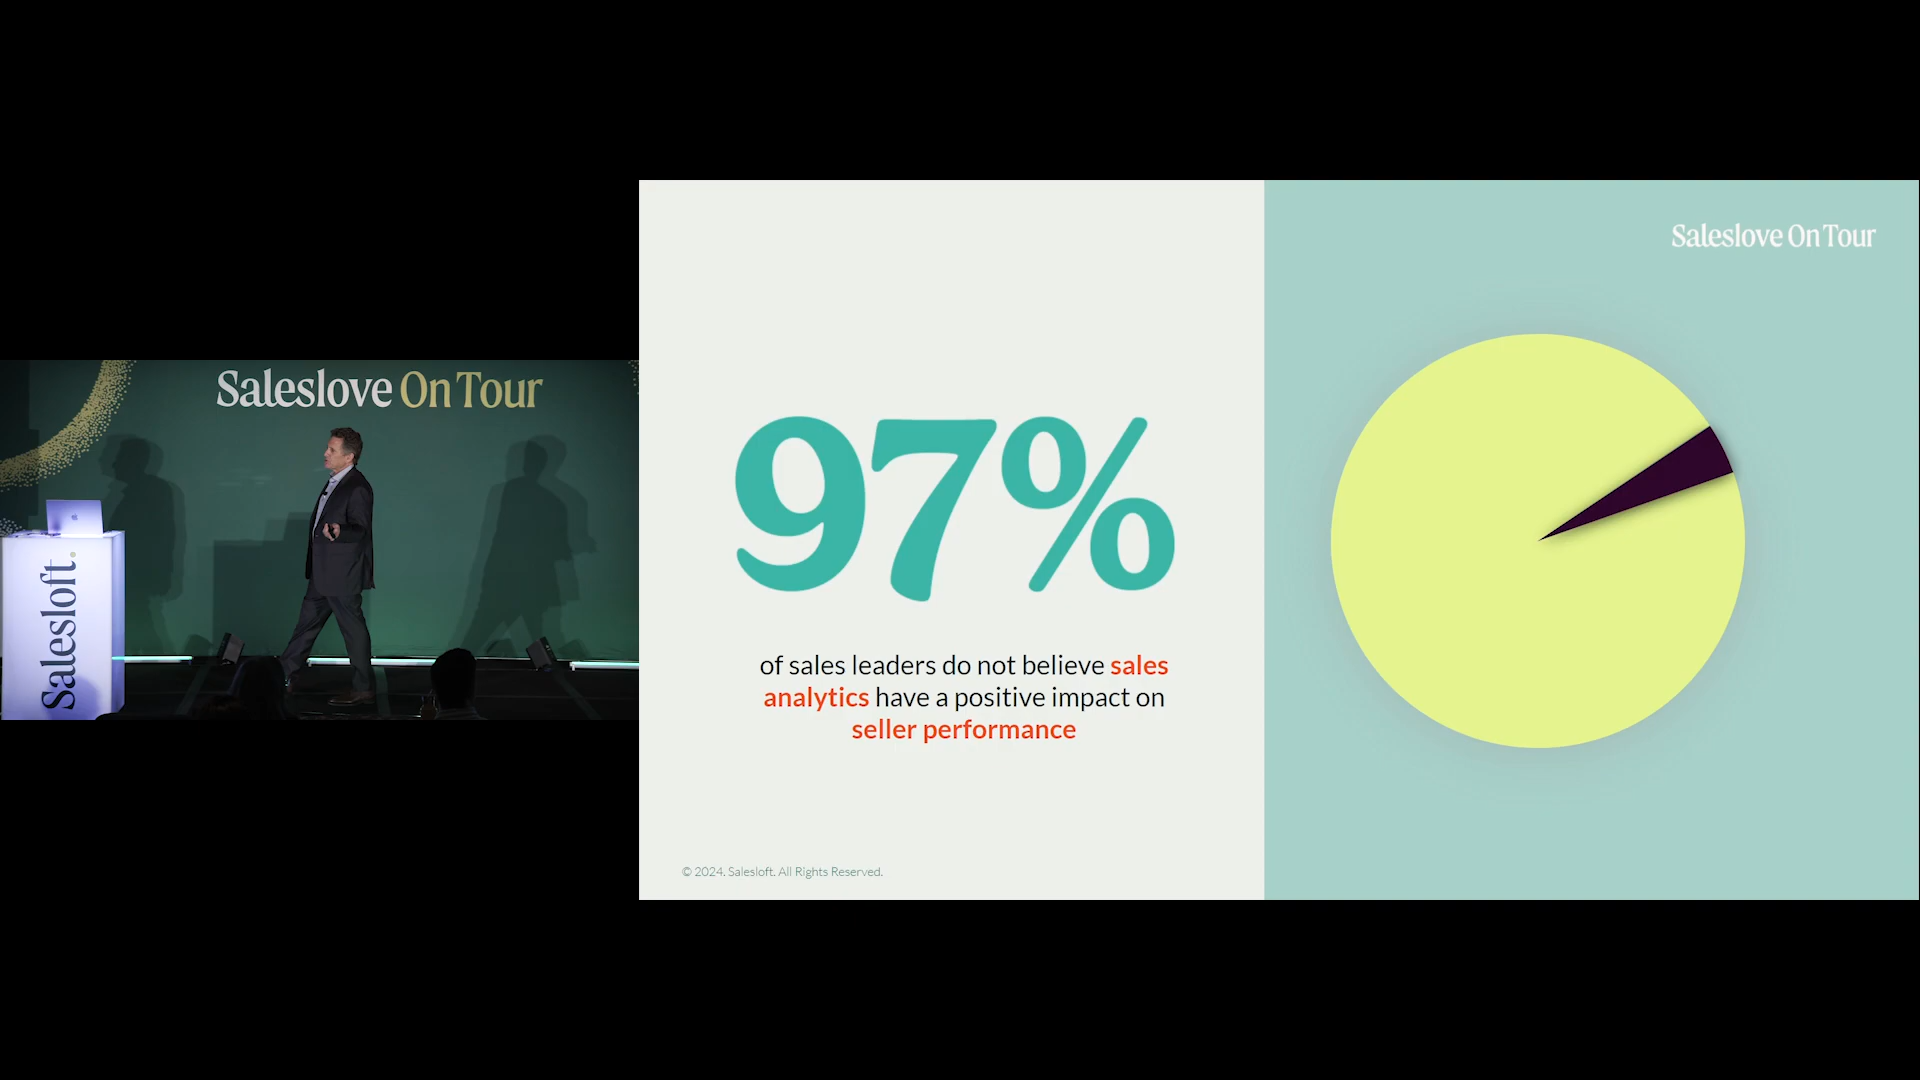 Saleslove On Tour
Salesloft.
Saleslove On Tour
97%
of sales leaders do not believe sales
analytics have a positive impact on
seller performance
© 2024. Salesloft. All Rights Reserved.